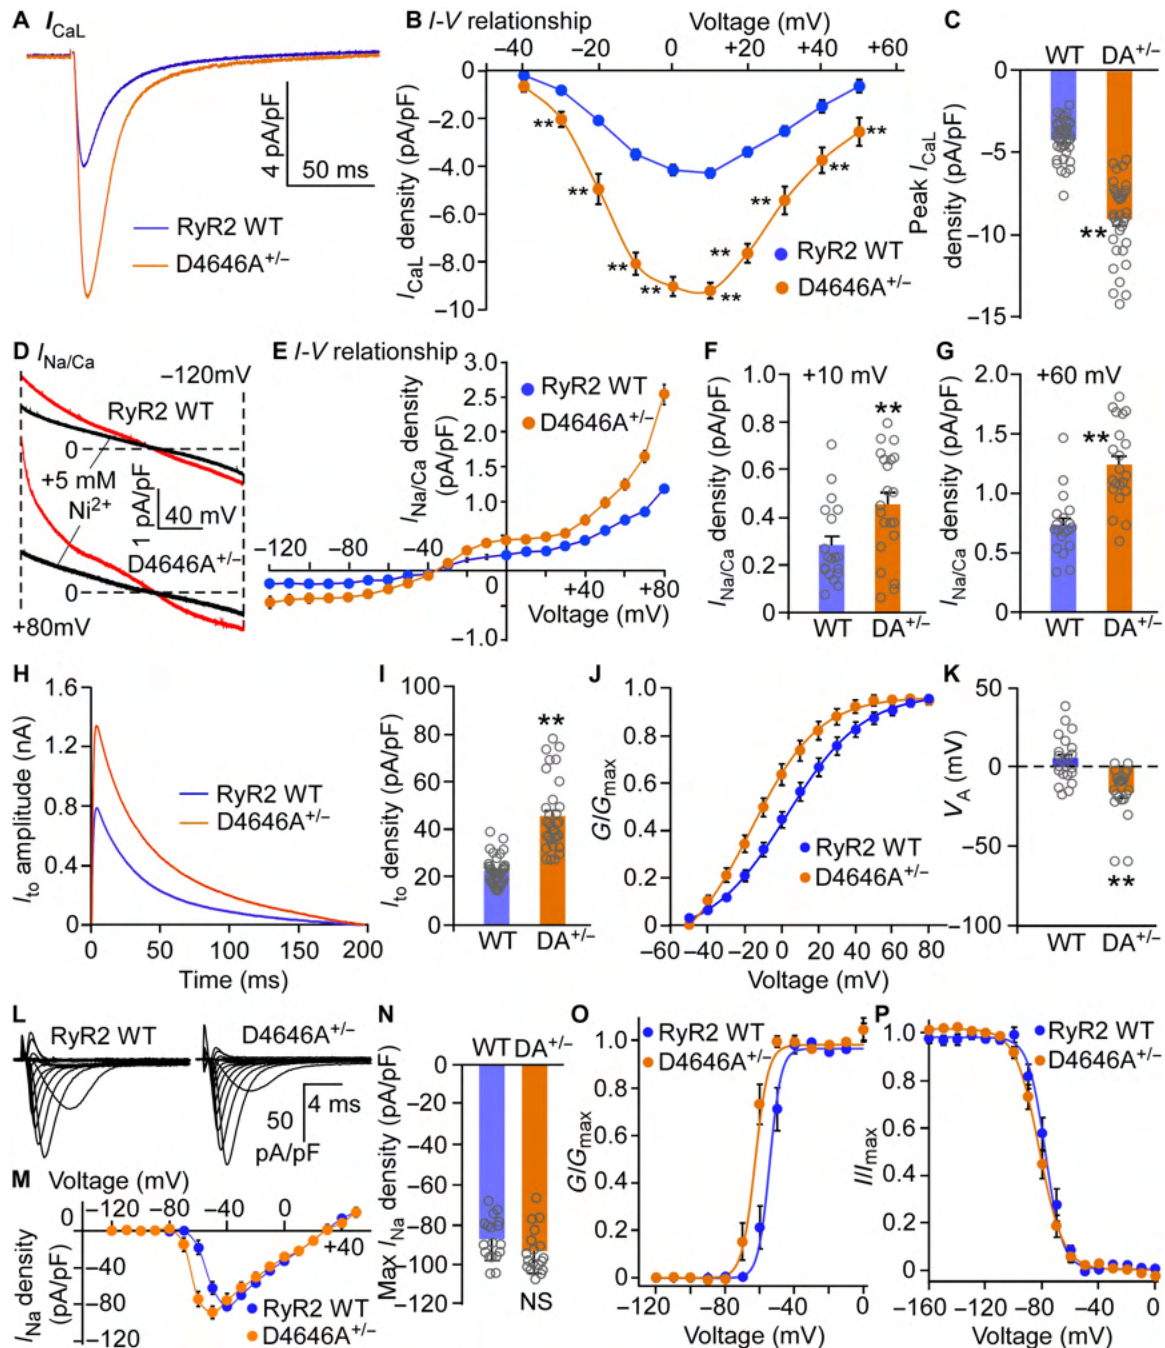 A I_CaL
4 pA/pF
50 ms
RyR2 WT
D4646A+/−
B I-V relationship
Voltage (mV)
−40 −20 0 +20 +40 +60
0
−2.0
−4.0
−6.0
−8.0
−10
I_CaL density (pA/pF)
** ** ** ** ** ** ** ** **
RyR2 WT
D4646A+/−
C
WT DA+/−
0
−5
−10
−15
Peak I_CaL
density (pA/pF)
**
D I_Na/Ca
−120mV
RyR2 WT
0
+5 mM
Ni2+
1 pA/pF
40 mV
D4646A+/−
0
+80mV
E I-V relationship
3.0
2.5
2.0
1.5
1.0
0
−1.0
I_Na/Ca density
(pA/pF)
RyR2 WT
D4646A+/−
−120 −80 −40
+40 +80
Voltage (mV)
F
+10 mV
1.0
0.8
0.6
0.4
0.2
0
I_Na/Ca density (pA/pF)
**
WT DA+/−
G
+60 mV
2.0
1.5
1.0
0.5
0
I_Na/Ca density (pA/pF)
**
WT DA+/−
H
1.6
1.2
0.8
0.4
0
I_to amplitude (nA)
RyR2 WT
D4646A+/−
0 50 100 150 200
Time (ms)
I
100
80
60
40
20
0
I_to density (pA/pF)
**
WT DA+/−
J
1.0
0.8
0.6
0.4
0.2
0
G/G_max
RyR2 WT
D4646A+/−
−60 −40 −20 0 20 40 60 80
Voltage (mV)
K
50
0
−50
−100
V_A (mV)
**
WT DA+/−
L RyR2 WT D4646A+/−
4 ms
50
pA/pF
M Voltage (mV)
−120 −80 −40 0
+40
0
−40
−80
−120
I_Na density
(pA/pF)
RyR2 WT
D4646A+/−
N
WT DA+/−
0
−20
−40
−60
−80
−100
−120
Max I_Na density (pA/pF)
NS
O
RyR2 WT
D4646A+/−
1.0
0.8
0.6
0.4
0.2
0
G/G_max
−120 −80 −40 0
Voltage (mV)
P
RyR2 WT
D4646A+/−
1.0
0.8
0.6
0.4
0.2
0
I/I_max
−160 −120 −80 −40 0
Voltage (mV)